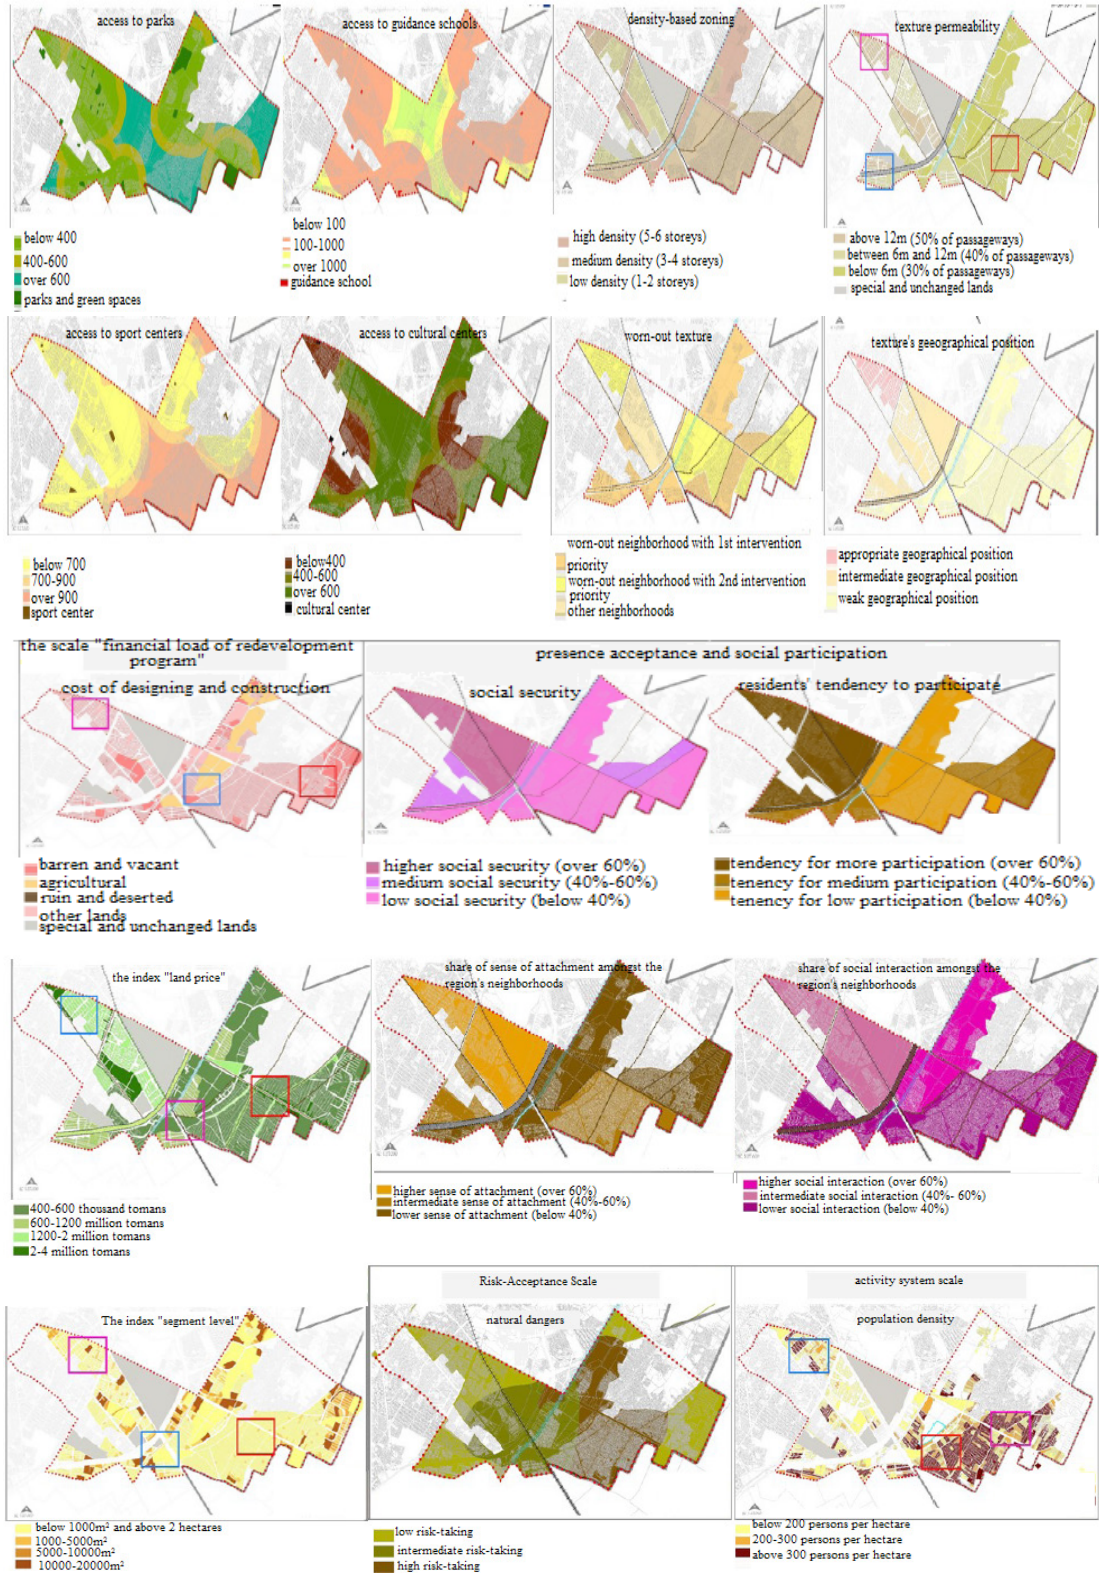 access to parks
access to guidance schools
density-based zoning
texture permeability
below 400
400-600
over 600
parks and green spaces
below 100
100-1000
over 1000
guidance school
high density (5-6 storeys)
medium density (3-4 storeys)
low density (1-2 storeys)
above 12m (50% of passageways)
between 6m and 12m (40% of passageways)
below 6m (30% of passageways)
special and unchanged lands
access to sport centers
access to cultural centers
worn-out texture
texture's geeographical position
below 700
700-900
over 900
sport center
below400
400-600
over 600
cultural center
worn-out neighborhood with 1st intervention
priority
worn-out neighborhood with 2nd intervention
priority
other neighborhoods
appropriate geographical position
intermediate geographical position
weak geographical position
the scale "financial load of redevelopment
program"
cost of designing and construction
presence acceptance and social participation
social security
residents' tendency to participate
barren and vacant
agricultural
ruin and deserted
other lands
special and unchanged lands
higher social security (over 60%)
medium social security (40%-60%)
low social security (below 40%)
tendency for more participation (over 60%)
tenency for medium participation (40%-60%)
tenency for low participation (below 40%)
the index "land price"
share of sense of attachment amongst the
region's neighborhoods
share of social interaction amongst the
region's neighborhoods
400-600 thousand tomans
600-1200 million tomans
1200-2 million tomans
2-4 million tomans
higher sense of attachment (over 60%)
intermediate sense of attachment (40%-60%)
lower sense of attachment (below 40%)
higher social interaction (over 60%)
intermediate social interaction (40%- 60%)
lower social interaction (below 40%)
The index "segment level"
Risk-Acceptance Scale
natural dangers
activity system scale
population density
below 1000m² and above 2 hectares
1000-5000m²
5000-10000m²
10000-20000m²
low risk-taking
intermediate risk-taking
high risk-taking
below 200 persons per hectare
200-300 persons per hectare
above 300 persons per hectare